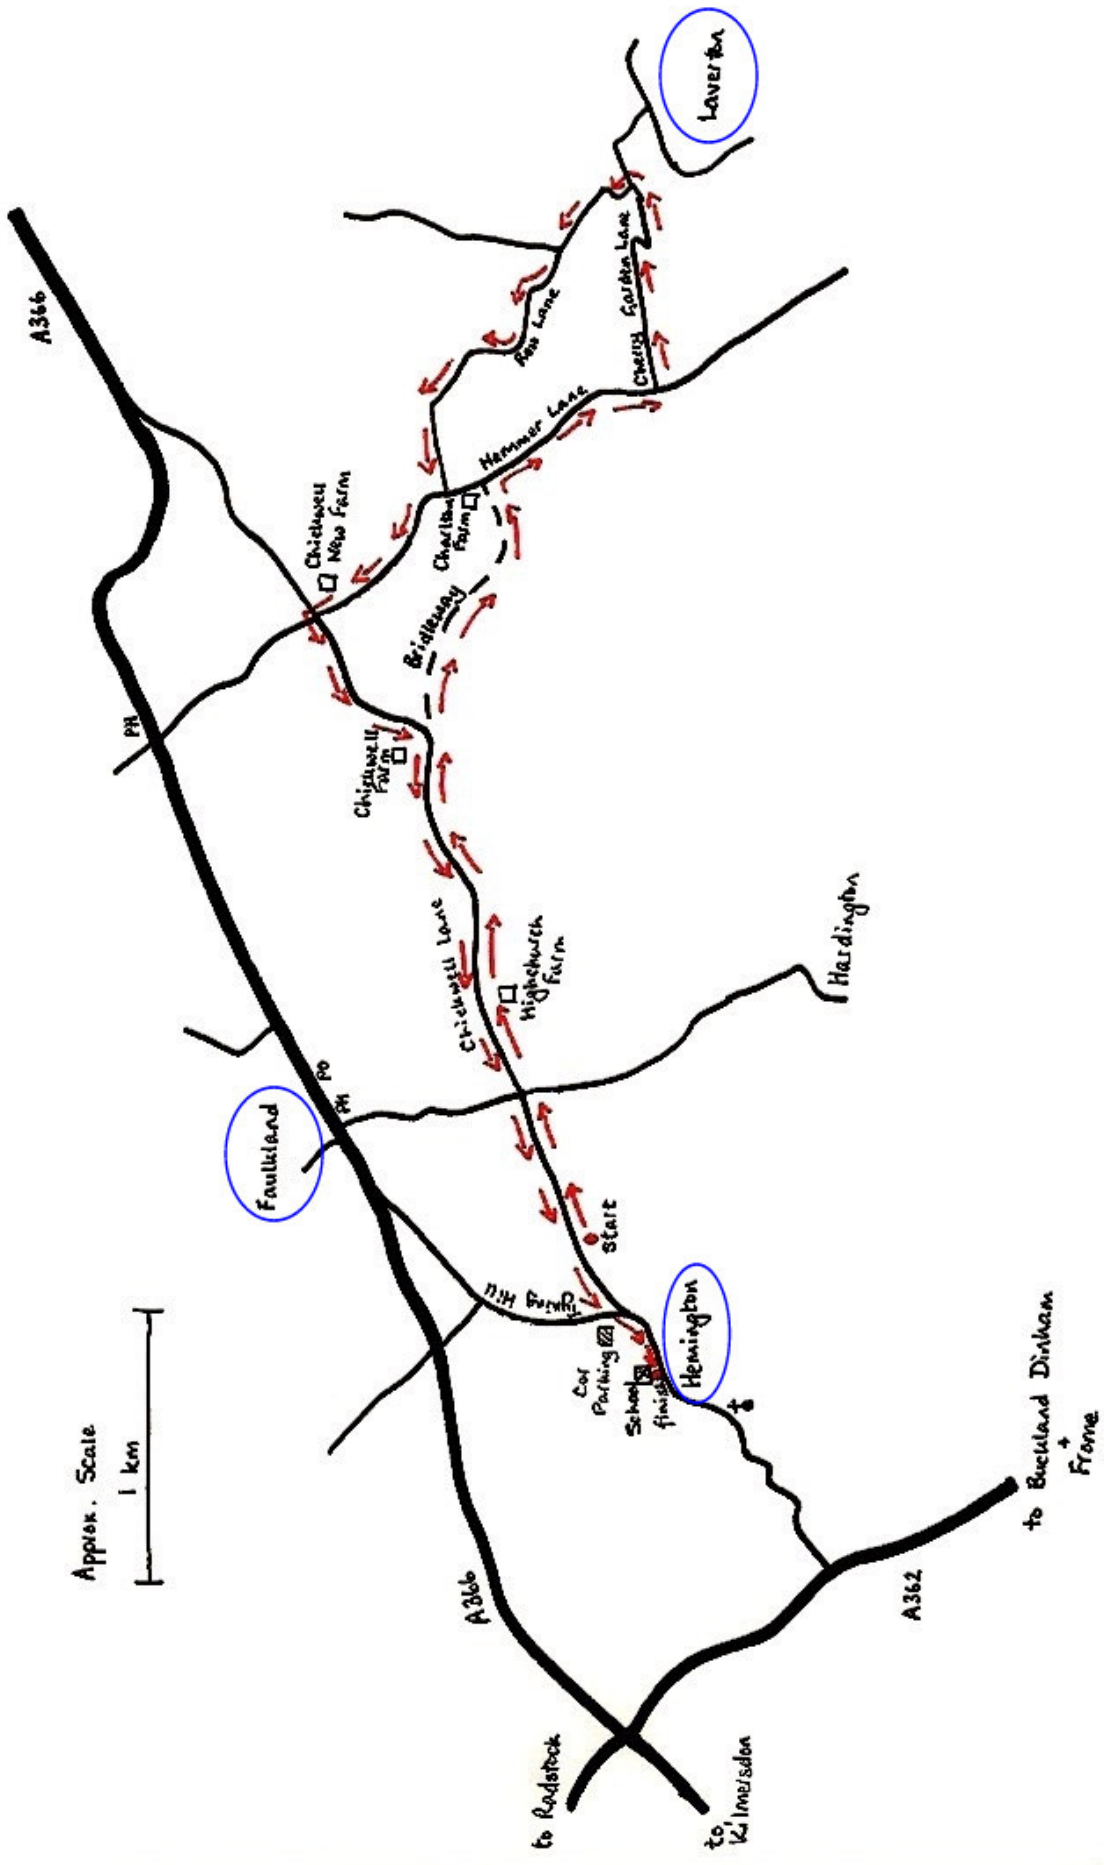 A366
Approx. Scale
1 km
PH
Faulkland
Chickwell
New Farm
PO
PH
Chickwell
Farm
Bridleway
Charlton
Farm
Chickwell Lane
A366
Hill
Hemmer Lane
Row Lane
Highchurch
Farm
to Radstock
Car
Parking
Start
School
finish
Cherry Garden Lane
Hemington
Laverton
to
Kilmersdon
Hardington
A362
to Buckland Dinham
+
Frome